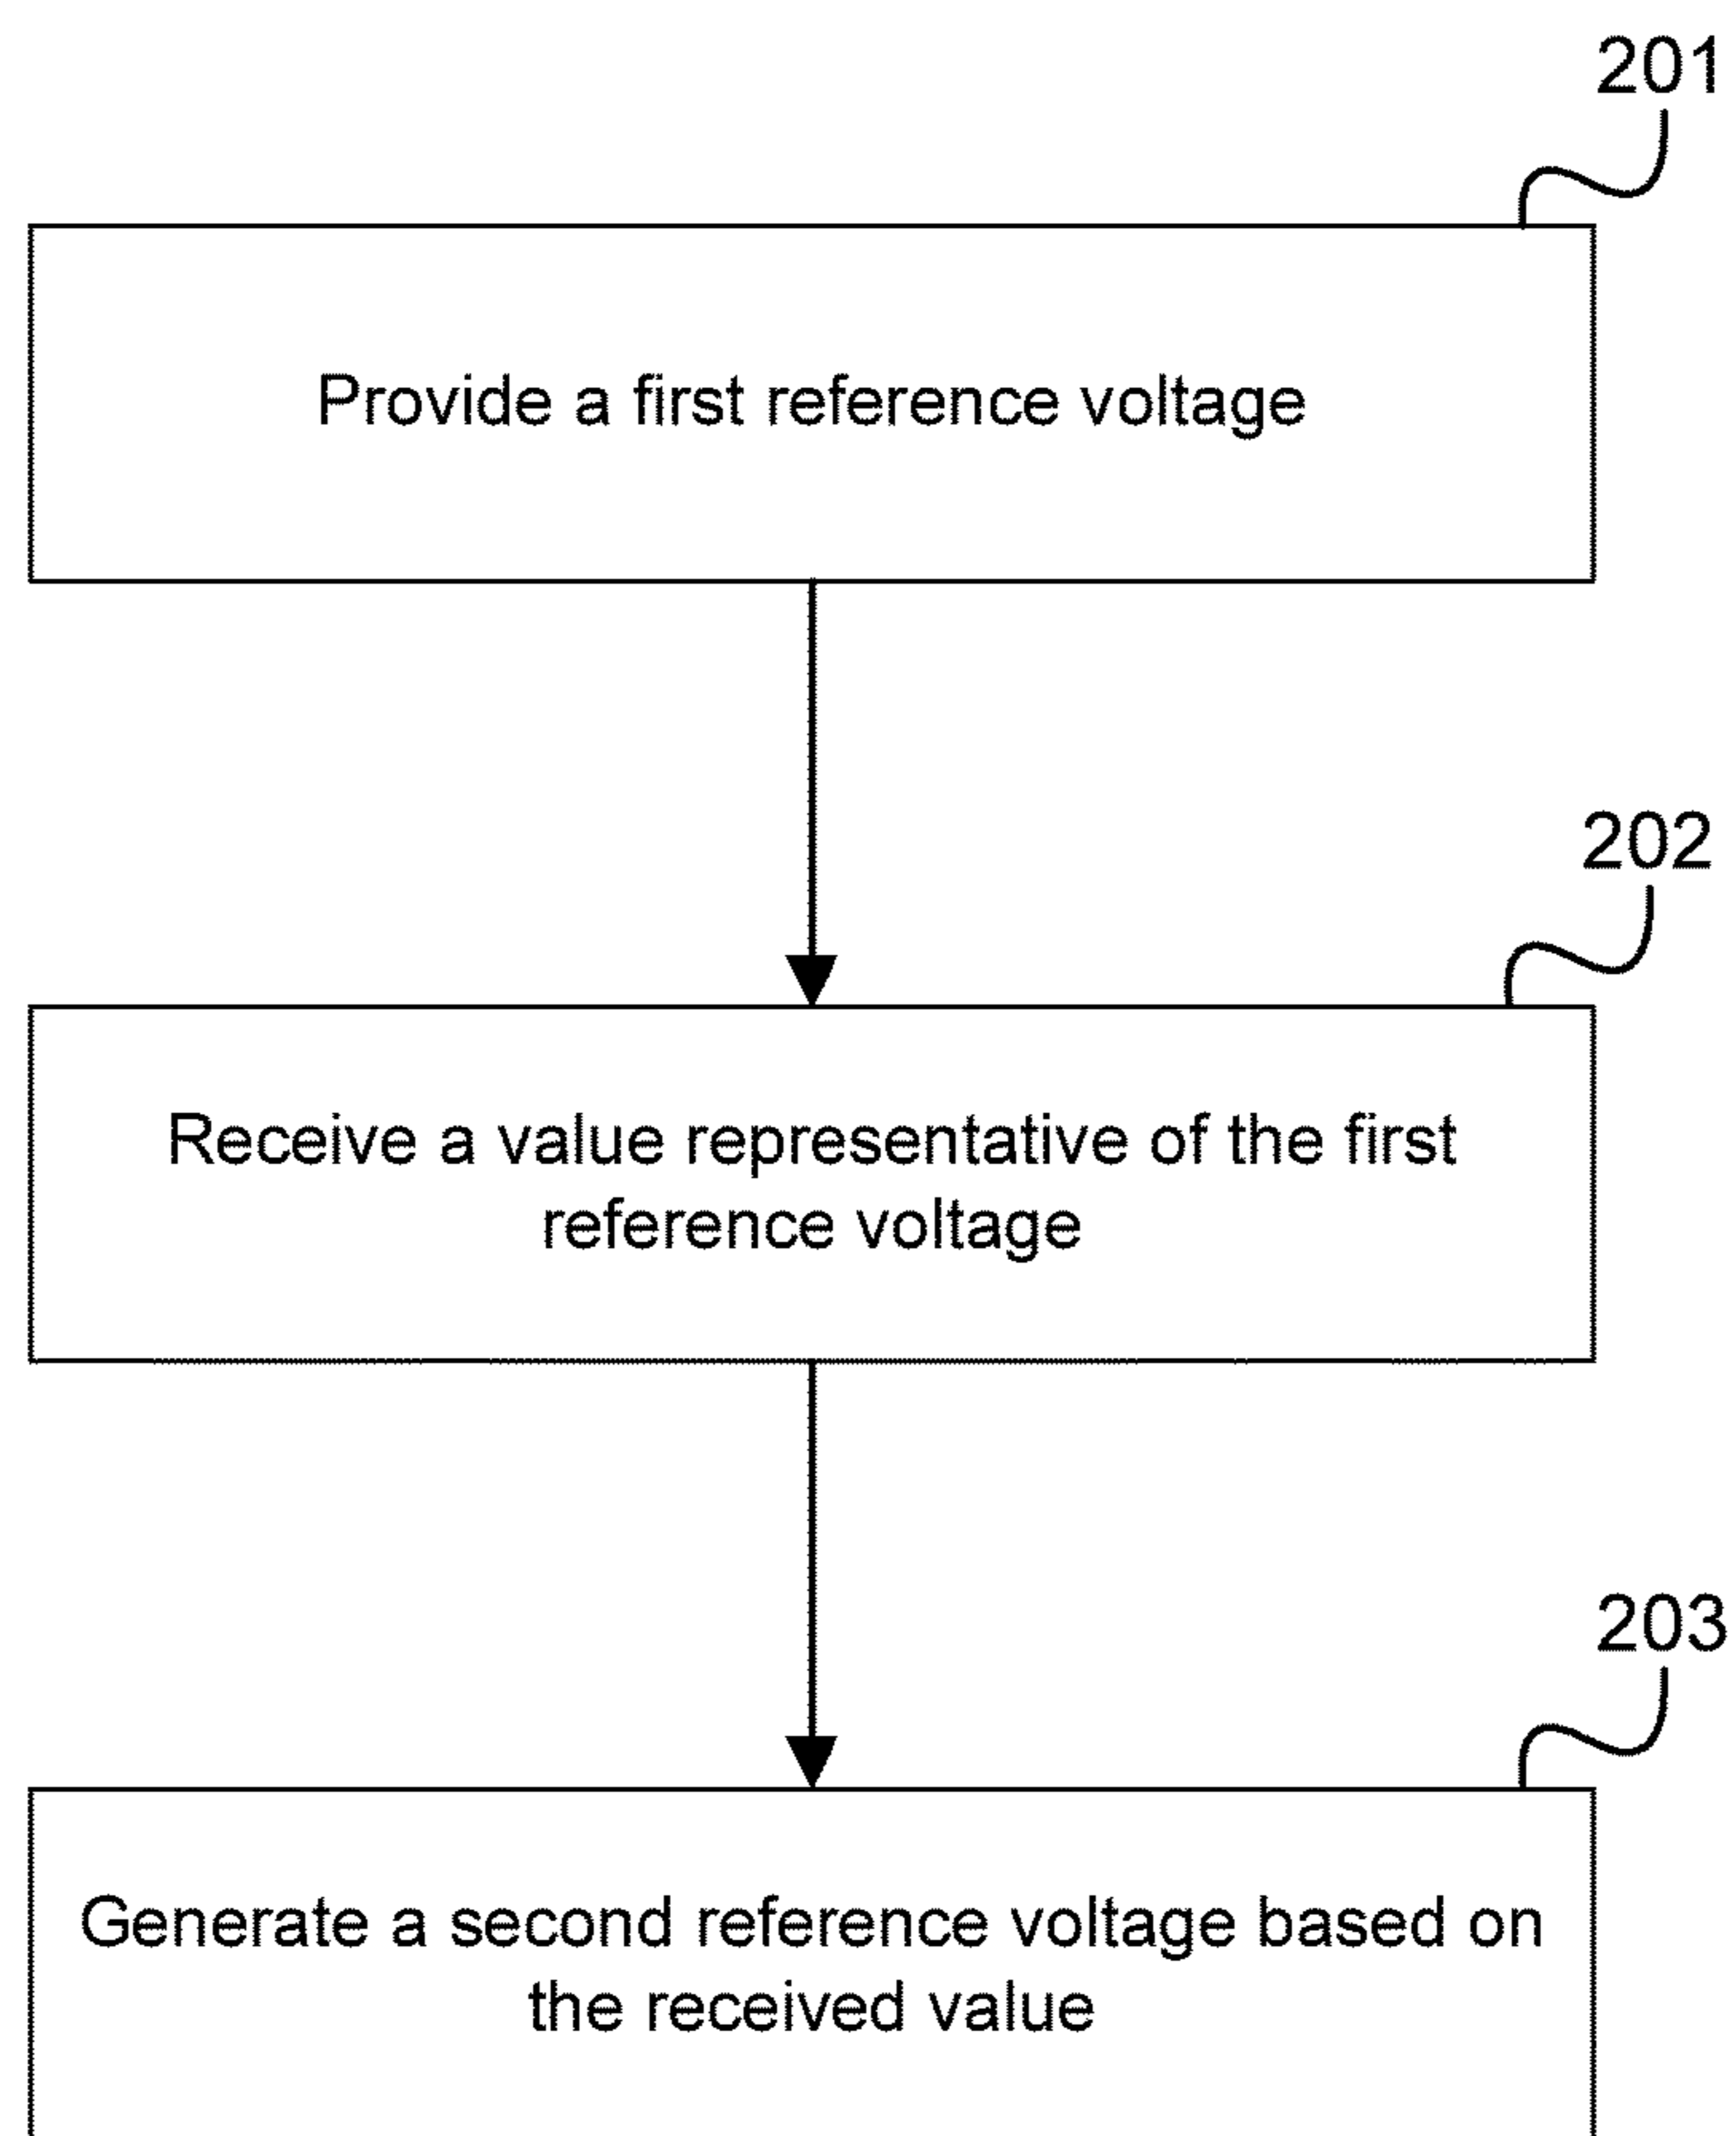 201
Provide a first reference voltage
202
Receive a value representative of the first
reference voltage
203
Generate a second reference voltage based on
the received value